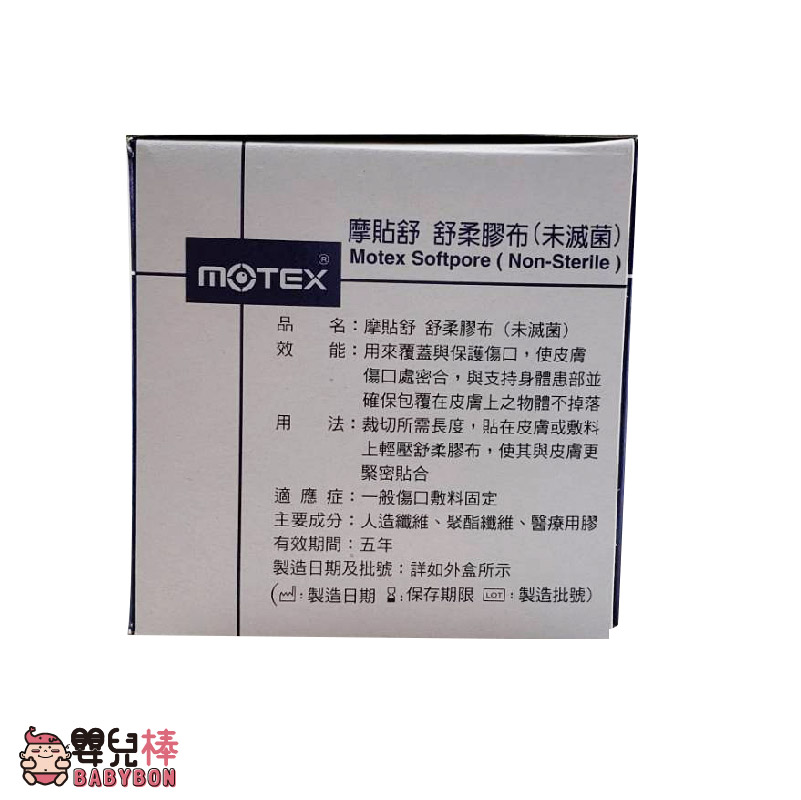 摩貼舒 舒柔膠布(未滅菌)
MOTEX®
Motex Softpore ( Non-Sterile )
品 名：摩貼舒 舒柔膠布（未滅菌）
效 能：用來覆蓋與保護傷口，使皮膚
傷口處密合，與支持身體患部並
確保包覆在皮膚上之物體不掉落
用 法：裁切所需長度，貼在皮膚或敷料
上輕壓舒柔膠布，使其與皮膚更
緊密貼合
適應症：一般傷口敷料固定
主要成分：人造纖維、聚酯纖維、醫療用膠
有效期間：五年
製造日期及批號：詳如外盒所示
(：製造日期 ：保存期限 LOT：製造批號)
嬰兒棒
BABYBON